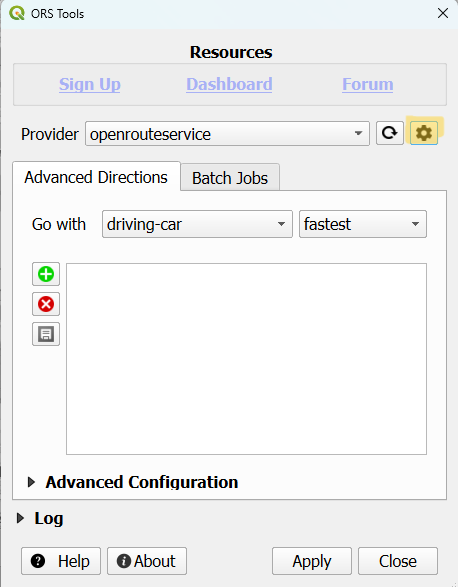 ORS Tools
Resources
Sign Up Dashboard Forum
Provider openrouteservice
Advanced Directions Batch Jobs
Go with driving-car fastest
Advanced Configuration
Log
Help About Apply Close